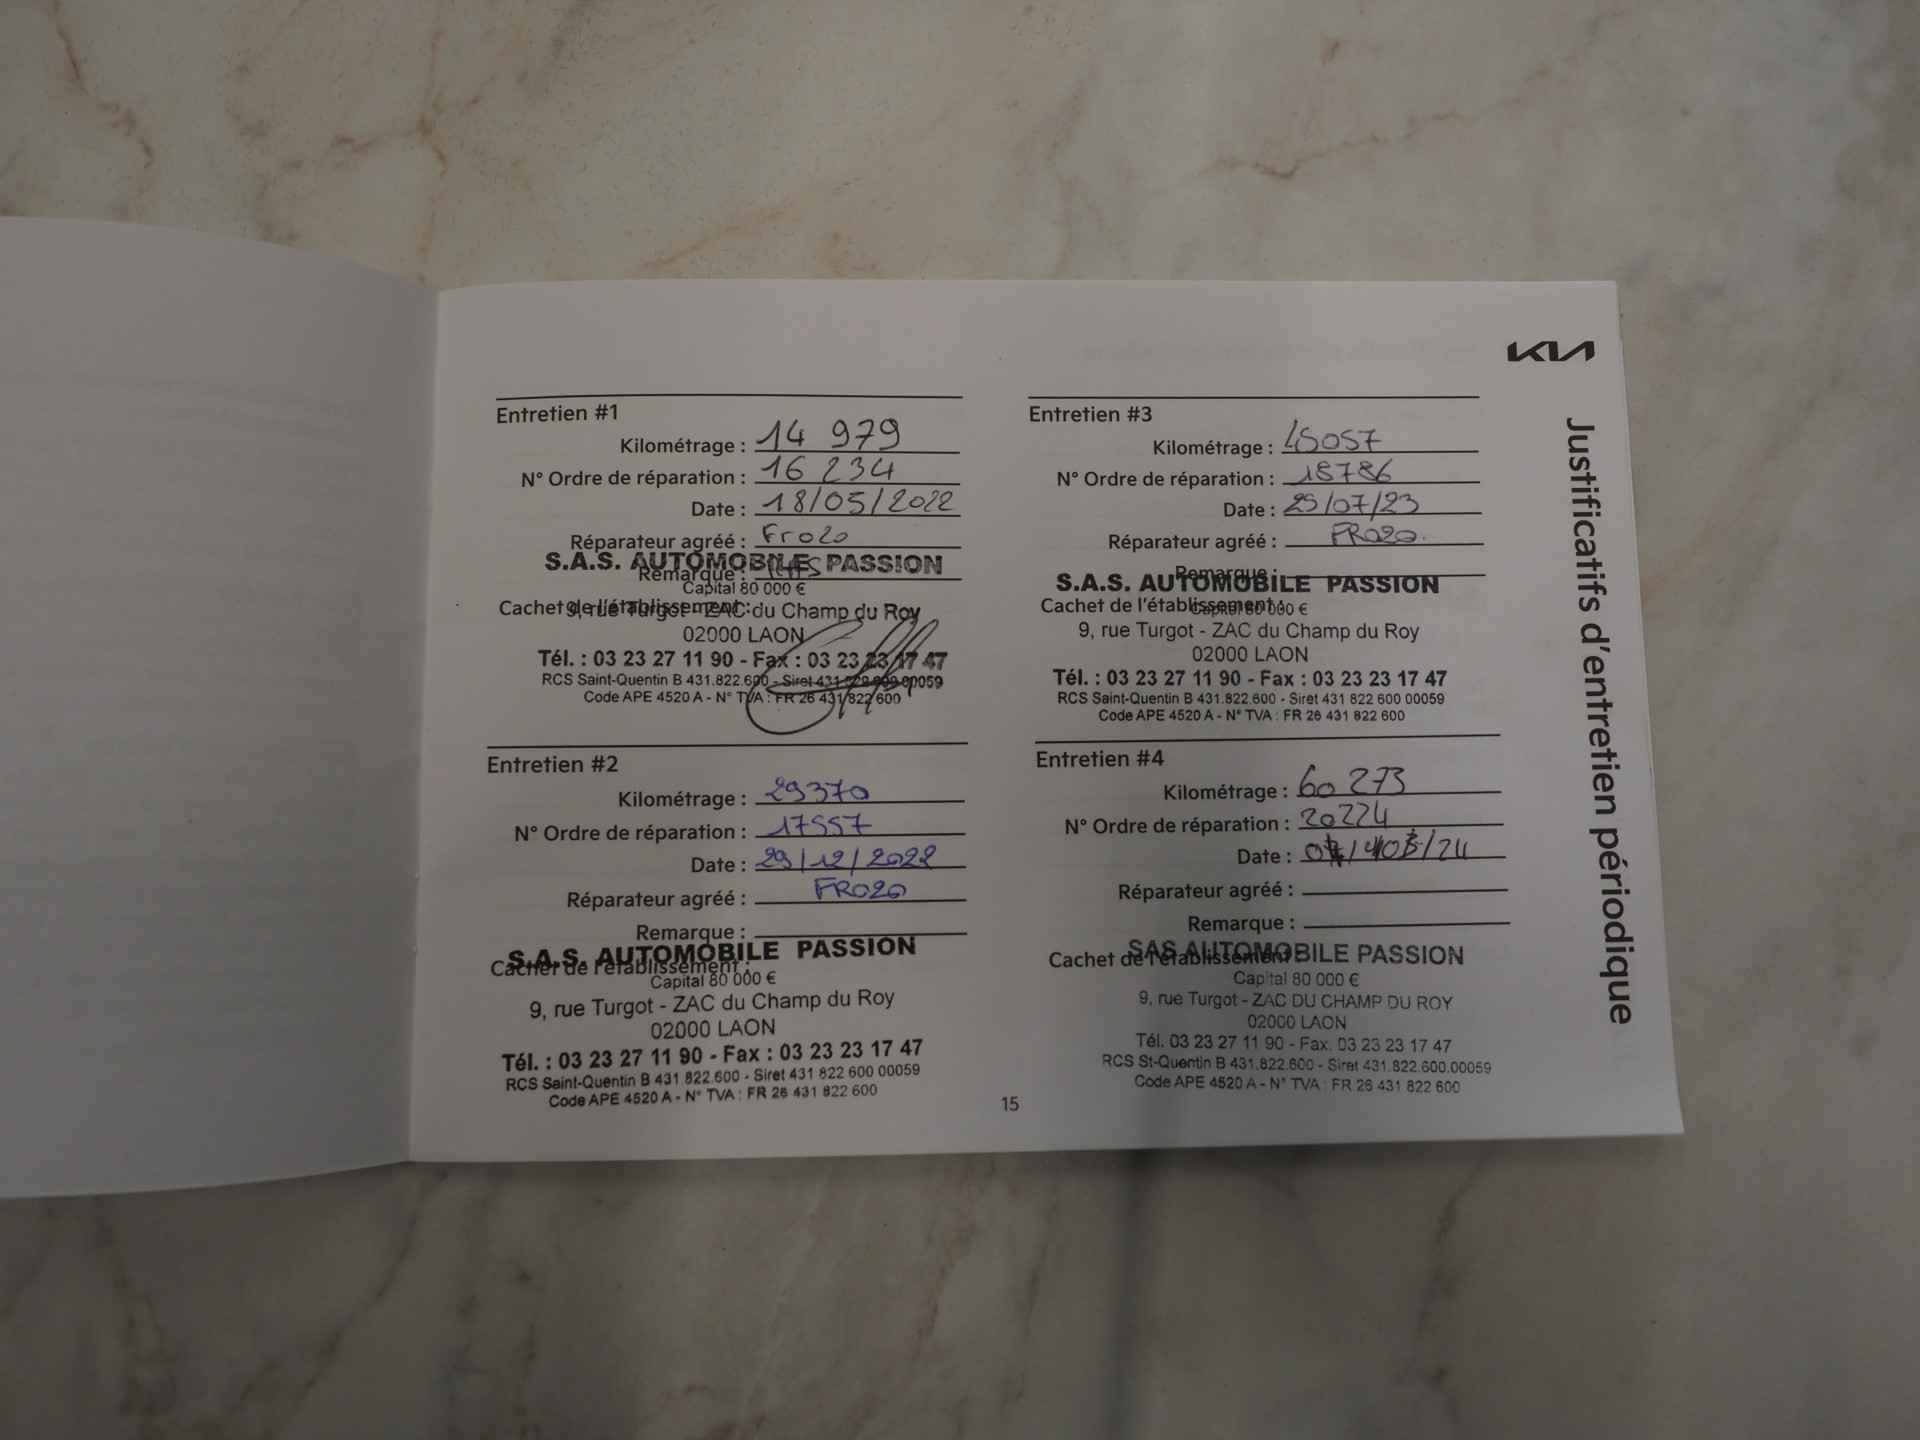 KIA
Justificatifs d'entretien périodique
Entretien #1
Kilométrage : 14 979
N° Ordre de réparation : 16 234
Date : 18/05/2022
Réparateur agréé : Fr020
Remarque :
Cachet de l'établissement :
S.A.S. AUTOMOBILE PASSION
Capital 80 000 €
9, rue Turgot - ZAC du Champ du Roy
02000 LAON
Tél. : 03 23 27 11 90 - Fax : 03 23 23 17 47
RCS Saint-Quentin B 431.822.600 - Siret 431 822 600 00059
Code APE 4520 A - N° TVA : FR 26 431 822 600
Entretien #2
Kilométrage : 29370
N° Ordre de réparation : 17557
Date : 29/12/2022
Réparateur agréé : FR020
Remarque :
Cachet de l'établissement :
S.A.S. AUTOMOBILE PASSION
Capital 80 000 €
9, rue Turgot - ZAC du Champ du Roy
02000 LAON
Tél. : 03 23 27 11 90 - Fax : 03 23 23 17 47
RCS Saint-Quentin B 431.822.600 - Siret 431 822 600 00059
Code APE 4520 A - N° TVA : FR 26 431 822 600
Entretien #3
Kilométrage : 45057
N° Ordre de réparation : 18786
Date : 25/07/23
Réparateur agréé : FR020
Remarque :
Cachet de l'établissement :
S.A.S. AUTOMOBILE PASSION
Capital 80 000 €
9, rue Turgot - ZAC du Champ du Roy
02000 LAON
Tél. : 03 23 27 11 90 - Fax : 03 23 23 17 47
RCS Saint-Quentin B 431.822.600 - Siret 431 822 600 00059
Code APE 4520 A - N° TVA : FR 26 431 822 600
Entretien #4
Kilométrage : 60 273
N° Ordre de réparation : 20224
Date :
Réparateur agréé :
Remarque :
Cachet de l'établissement :
SAS AUTOMOBILE PASSION
Capital 80 000 €
9, rue Turgot - ZAC DU CHAMP DU ROY
02000 LAON
Tél. 03 23 27 11 90 - Fax. 03 23 23 17 47
RCS St-Quentin B 431.822.600 - Siret 431.822.600.00059
Code APE 4520 A - N° TVA : FR 26 431 822 600
15